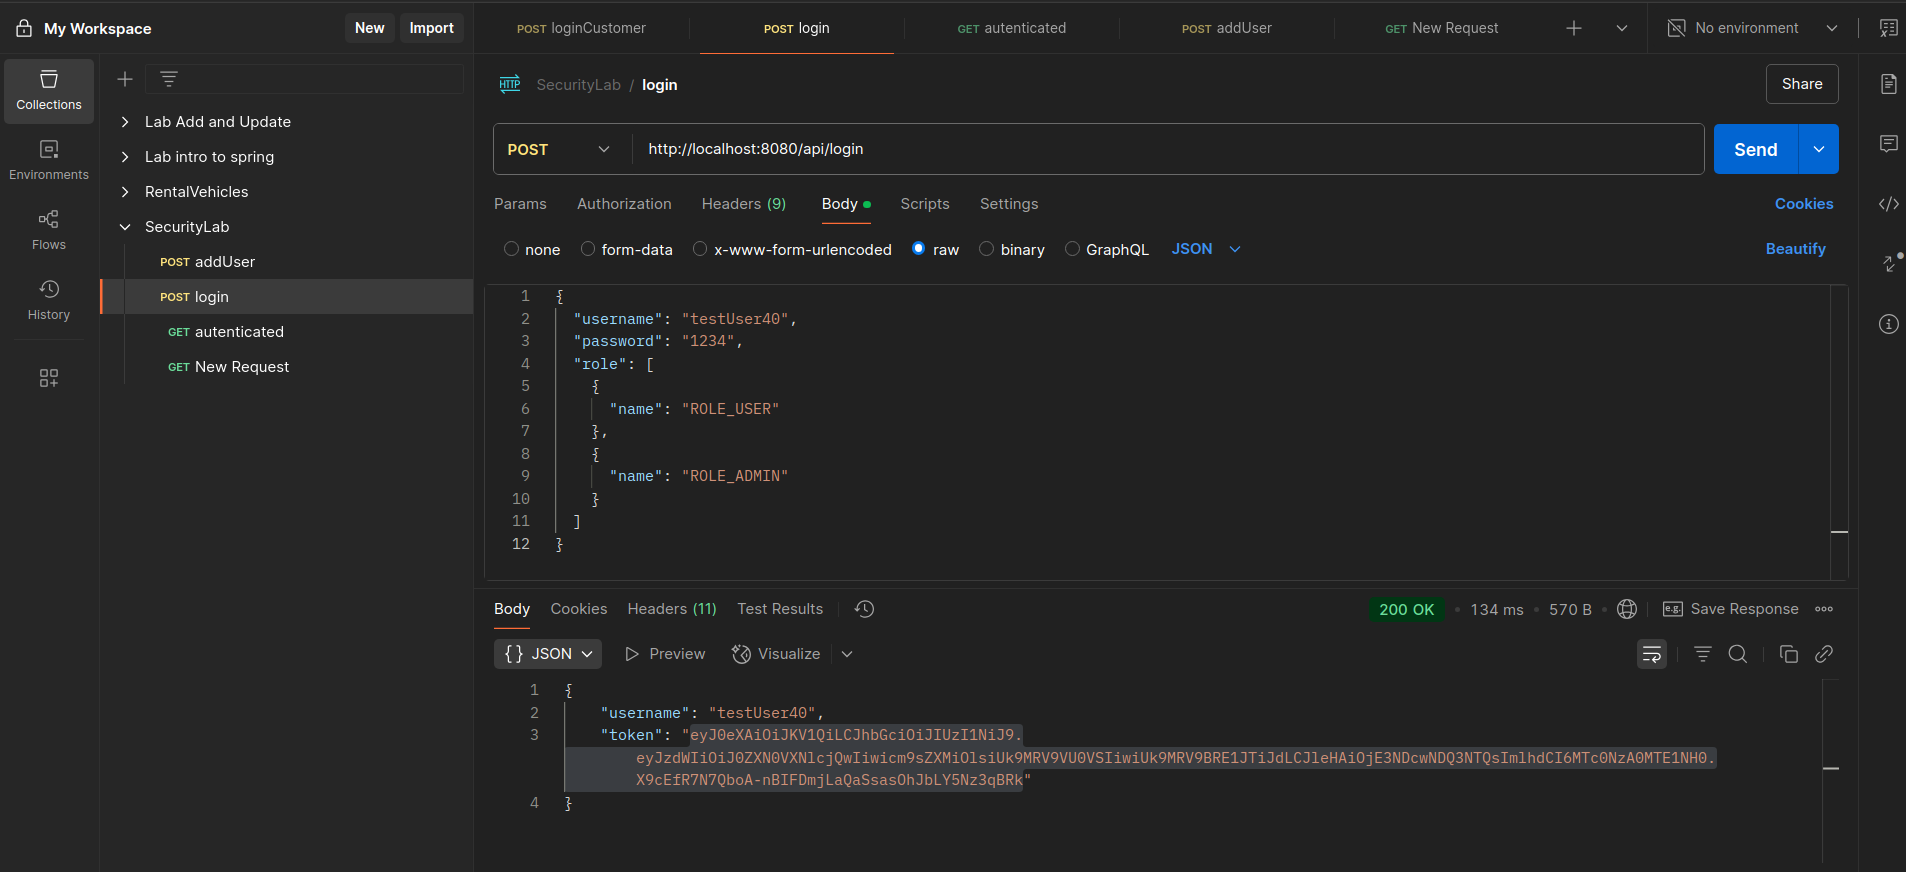 My Workspace
New
Import
POST loginCustomer
POST login
GET autenticated
POST addUser
GET New Request
No environment
Collections
Environments
Flows
History
Lab Add and Update
Lab intro to spring
RentalVehicles
SecurityLab
POST addUser
POST login
GET autenticated
GET New Request
HTTP SecurityLab / login
Share
POST
http://localhost:8080/api/login
Send
Params
Authorization
Headers (9)
Body
Scripts
Settings
Cookies
none
form-data
x-www-form-urlencoded
raw
binary
GraphQL
JSON
Beautify
1 {
2 "username": "testUser40",
3 "password": "1234",
4 "role": [
5 {
6 "name": "ROLE_USER"
7 },
8 {
9 "name": "ROLE_ADMIN"
10 }
11 ]
12 }
Body
Cookies
Headers (11)
Test Results
200 OK
134 ms
570 B
e.g. Save Response
{} JSON
Preview
Visualize
1 {
2 "username": "testUser40",
3 "token": "eyJ0eXAiOiJKV1QiLCJhbGciOiJIUzI1NiJ9.
eyJzdWIiOiJ0ZXN0VXNlcjQwIiwicm9sZXMiOlsiUk9MRV9VU0VSIiwiUk9MRV9BRE1JTiJdLCJleHAiOjE3NDcwNDQ3NTQsImlhdCI6MTc0NzA0MTE1NH0.
X9cEfR7N7QboA-nBIFDmjLaQaSsasOhJbLY5Nz3qBRk"
4 }